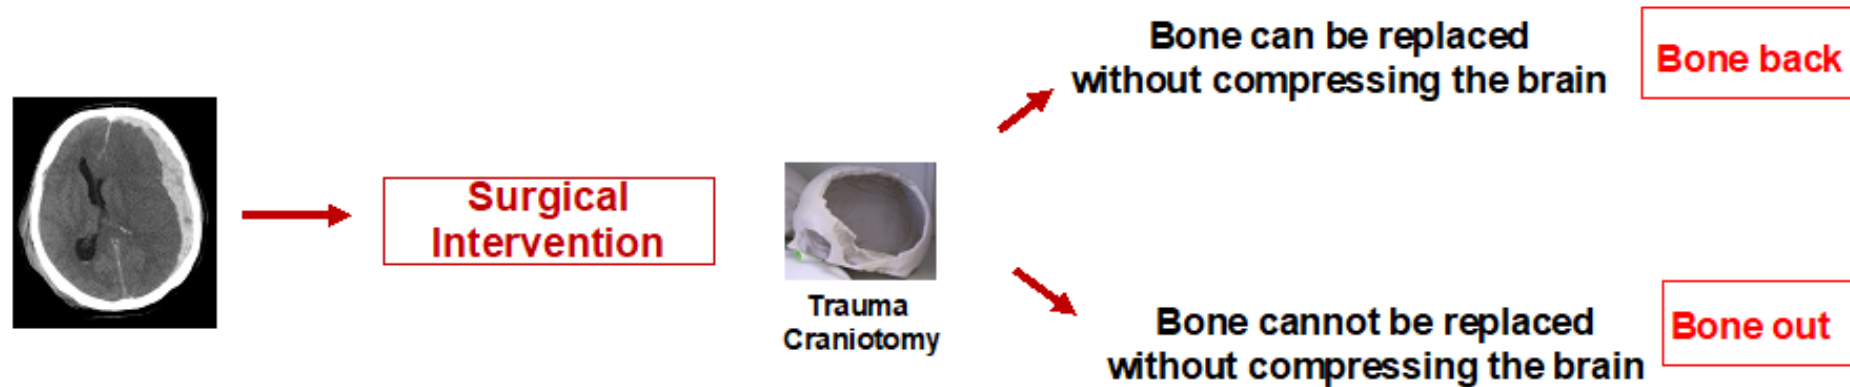 Bone can be replaced
without compressing the brain
Bone back
Surgical
Intervention
Trauma
Craniotomy
Bone cannot be replaced
without compressing the brain
Bone out